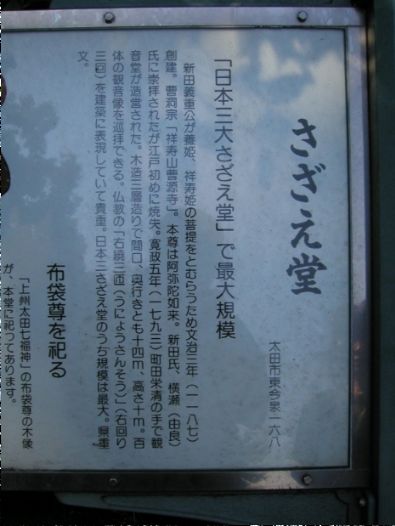 さざえ堂
太田市東今泉一六八
「日本三大さざえ堂」で最大規模
新田義重公が養姫、祥寿姫の菩提をとむらうため文治三年（一一八七）
創建。曹洞宗「祥寿山曹源寺」。本尊は阿弥陀如来。新田氏、横瀬（由良）
氏に崇拝されたが江戸初めに焼失。寛政五年（一七九三）町田栄清の手で観
音堂が造営された。木造三層造りで間口、奥行きとも十四ｍ、高さ十ｍ。百
体の観音像を巡拝できる。仏教の「右繞三匝（うにょうさんそう）」（右回り
三回）を建築に表現していて貴重。日本三さざえ堂のうち規模は最大。県重
文。
布袋尊を祀る
「上州太田七福神」の布袋尊の木像
が、本堂に祀つてあります。